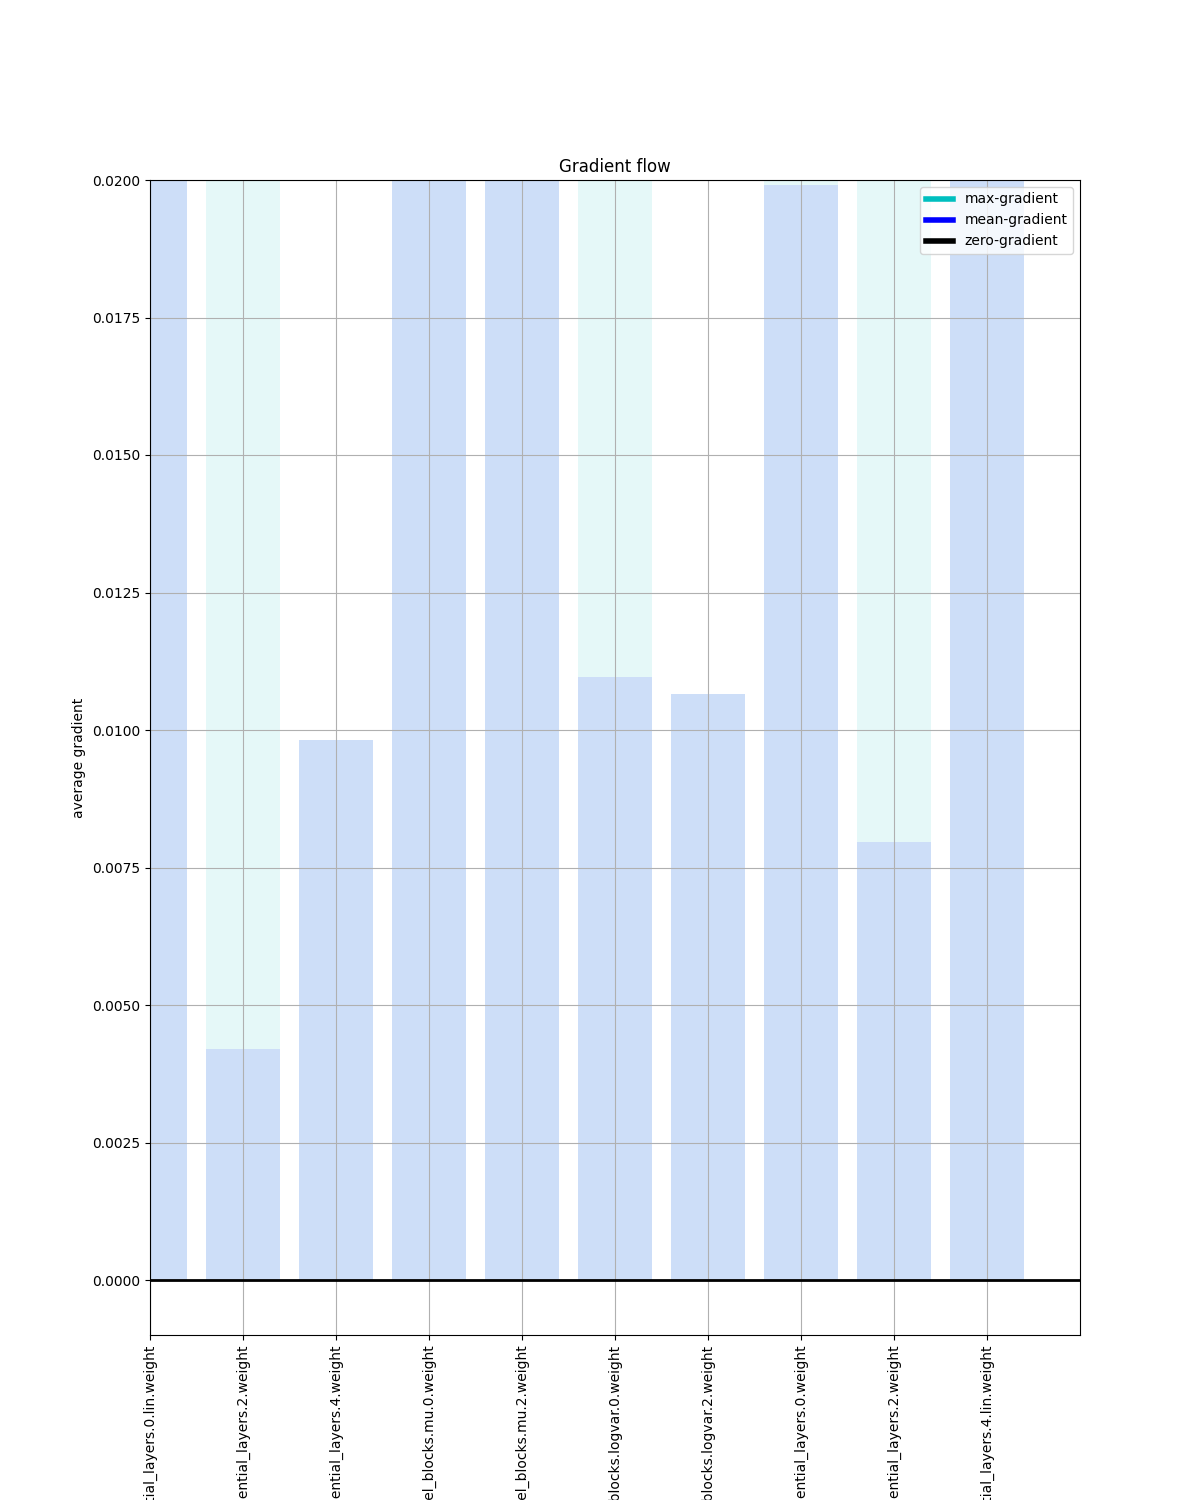 Gradient flow
max-gradient
mean-gradient
zero-gradient
average gradient
0.0200
0.0175
0.0150
0.0125
0.0100
0.0075
0.0050
0.0025
0.0000
tial_layers.0.lin.weight
ential_layers.2.weight
ential_layers.4.weight
el_blocks.mu.0.weight
el_blocks.mu.2.weight
blocks.logvar.0.weight
blocks.logvar.2.weight
ential_layers.0.weight
ential_layers.2.weight
tial_layers.4.lin.weight